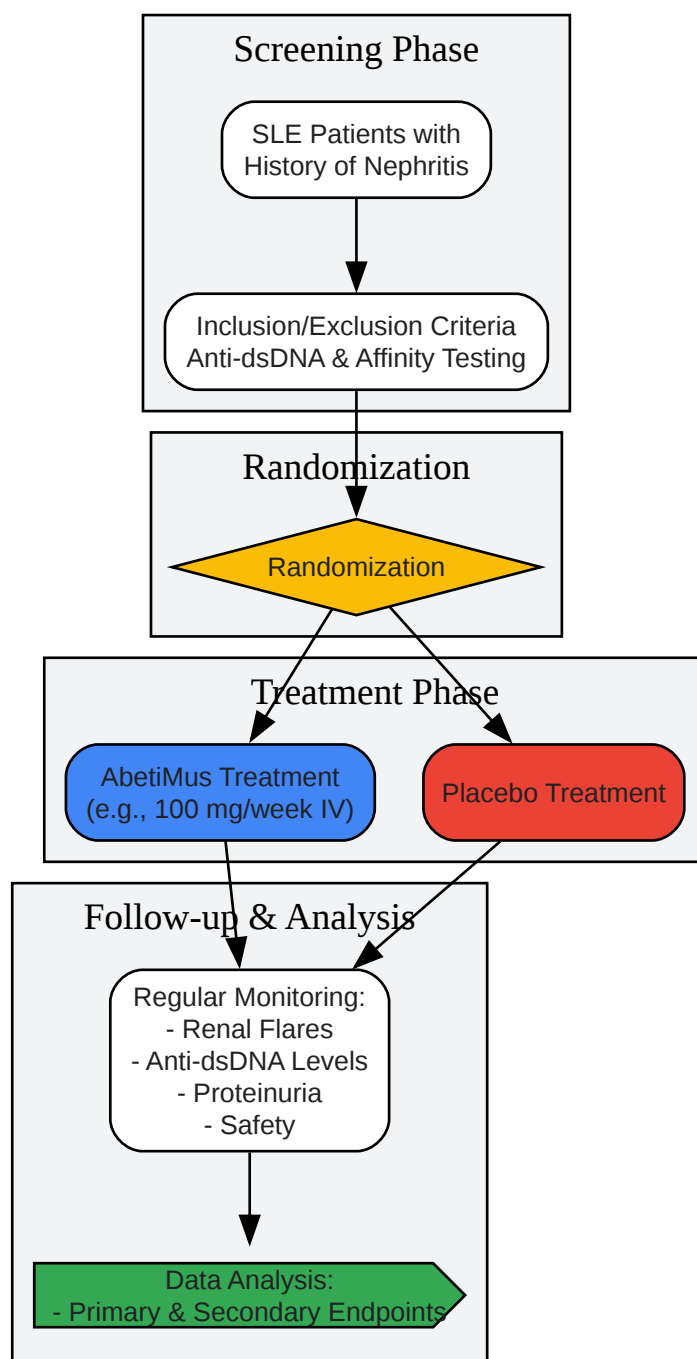 Screening Phase
SLE Patients with
History of Nephritis
Inclusion/Exclusion Criteria
Anti-dsDNA & Affinity Testing
Randomization
Randomization
Treatment Phase
AbetiMus Treatment
(e.g., 100 mg/week IV)
Placebo Treatment
Follow-up & Analysis
Regular Monitoring:
- Renal Flares
- Anti-dsDNA Levels
- Proteinuria
- Safety
Data Analysis:
- Primary & Secondary Endpoints